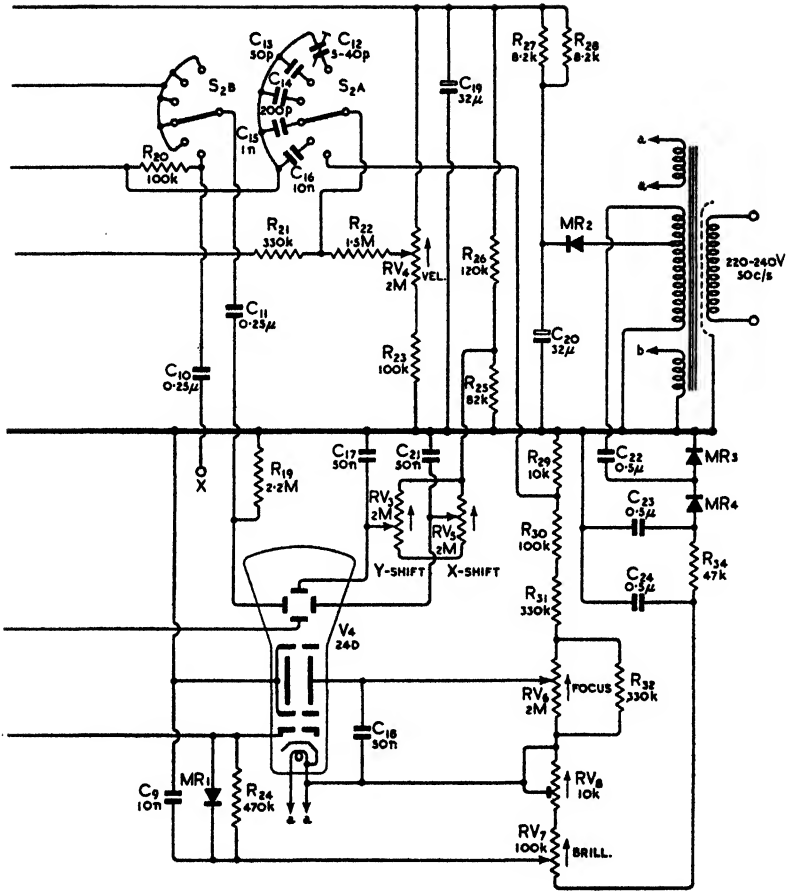 C13
50p
C12
5-40p
R27
8.2k
R28
8.2k
S2B
C14
200p
S2A
C19
32μ
C15
1n
a
R20
100k
C16
10n
a
R21
330k
R22
1.5M
RV4
2M
VEL.
R26
120k
MR2
220-240V
50c/s
C11
0.25μ
R23
100k
C20
32μ
C10
0.25μ
R25
82k
b
X
R19
2.2M
C17
50n
C21
50n
R29
10k
C22
0.5μ
MR3
RV3
2M
RV5
2M
C23
0.5μ
MR4
R30
100k
Y-SHIFT
X-SHIFT
C24
0.5μ
R34
47k
V4
24D
R31
330k
RV6
2M
FOCUS
R32
330k
C18
50n
C9
10n
MR1
R24
470k
RV8
10k
a
a
RV7
100k
BRILL.